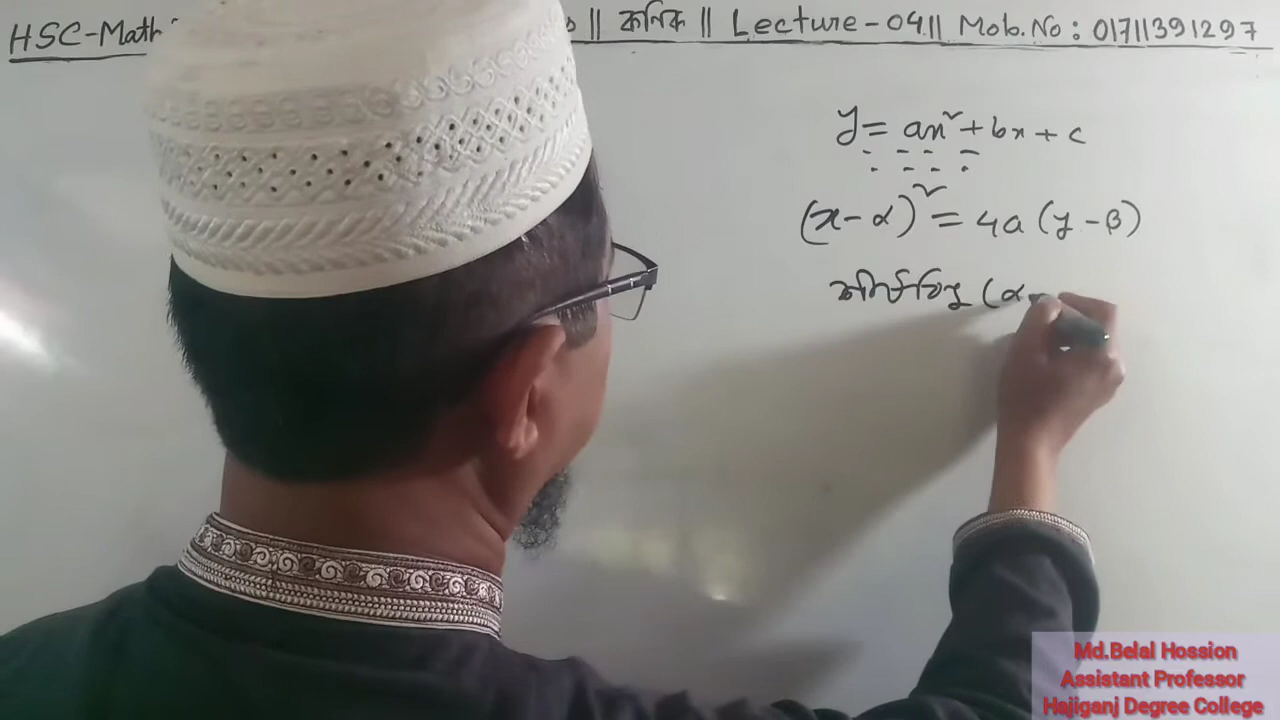 HSC-Math || কনিক || Lecture-04 || Mob.No: 01711391297
y = ax² + bx + c
(x-α)² = 4a (y-β)
শীর্ষবিন্দু (α
Md.Belal Hossion
Assistant Professor
Hajiganj Degree College